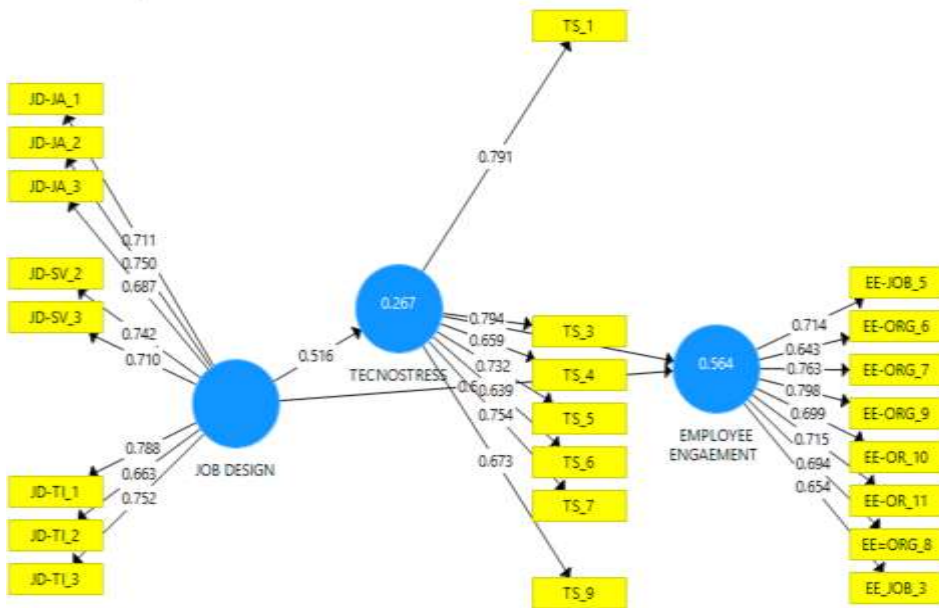 TS_1
JD-JA_1
JD-JA_2
JD-JA_3
0.791
0.711
0.750
0.687
JD-SV_2
JD-SV_3
0.742
0.710
0.267
TECNOSTRESS
0.516
0.794
0.659
0.732
0.639
0.754
0.673
TS_3
TS_4
TS_5
TS_6
TS_7
TS_9
JOB DESIGN
0.788
0.663
0.752
JD-TI_1
JD-TI_2
JD-TI_3
0.564
EMPLOYEE
ENGAEMENT
0.714
0.643
0.763
0.798
0.699
0.715
0.694
0.654
EE-JOB_5
EE-ORG_6
EE-ORG_7
EE-ORG_9
EE-OR_10
EE-OR_11
EE=ORG_8
EE_JOB_3